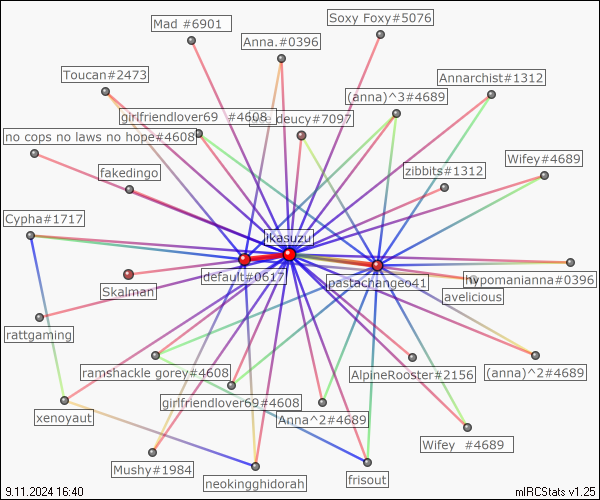 Soxy Foxy#5076
Mad #6901
Anna.#0396
Toucan#2473
Annarchist#1312
(anna)^3#4689
girlfriendlover69 #4608
deucy#7097
no cops no laws no hope#4608
Wifey#4689
fakedingo
zibbits#1312
Cypha#1717
ikasuzu
default#0617
pastachangeo41
hypomanianna#0396
Skalman
avelicious
rattgaming
ramshackle gorey#4608
AlpineRooster#2156
(anna)^2#4689
girlfriendlover69#4608
xenoyaut
Anna^2#4689
Wifey #4689
Mushy#1984
neokingghidorah
frisout
9.11.2024 16:40
mIRCStats v1.25